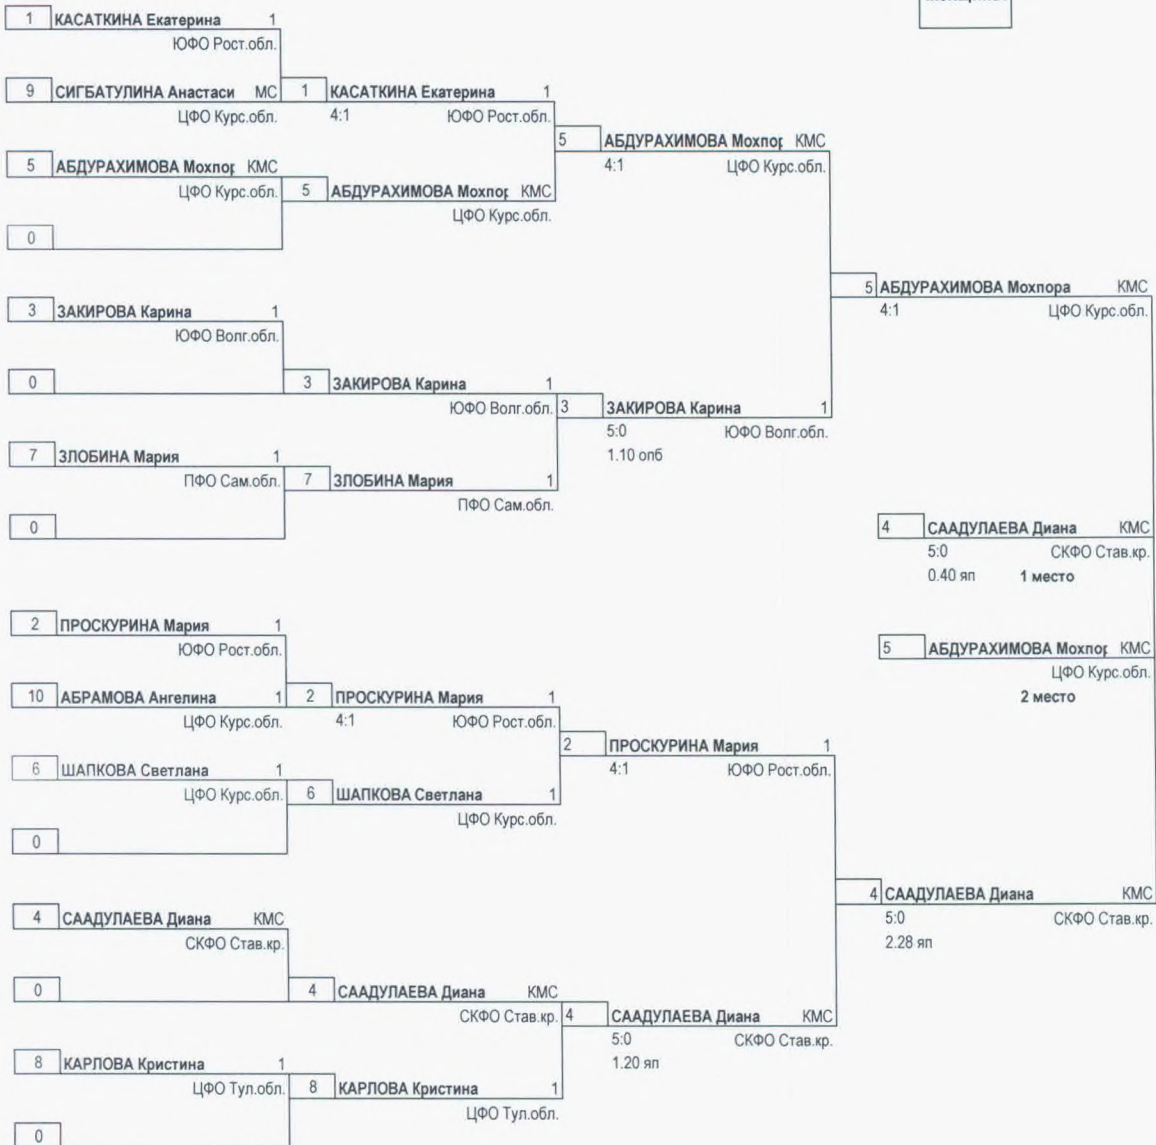 1 КАСАТКИНА Екатерина 1
ЮФО Рост.обл.
9 СИГБАТУЛИНА Анастаси МС
ЦФО Курс.обл.
1 КАСАТКИНА Екатерина 1
4:1 ЮФО Рост.обл.
5 АБДУРАХИМОВА Мохпор КМС
4:1 ЦФО Курс.обл.
5 АБДУРАХИМОВА Мохпор КМС
ЦФО Курс.обл.
5 АБДУРАХИМОВА Мохпор КМС
ЦФО Курс.обл.
0
5 АБДУРАХИМОВА Мохпора КМС
4:1 ЦФО Курс.обл.
3 ЗАКИРОВА Карина 1
ЮФО Волг.обл.
0
3 ЗАКИРОВА Карина 1
ЮФО Волг.обл.
3 ЗАКИРОВА Карина 1
5:0 ЮФО Волг.обл.
1.10 опб
7 ЗЛОБИНА Мария 1
ПФО Сам.обл.
7 ЗЛОБИНА Мария 1
ПФО Сам.обл.
0
4 СААДУЛАЕВА Диана КМС
5:0 СКФО Став.кр.
0.40 яп 1 место
5 АБДУРАХИМОВА Мохпор КМС
ЦФО Курс.обл.
2 место
2 ПРОСКУРИНА Мария 1
ЮФО Рост.обл.
10 АБРАМОВА Ангелина 1
ЦФО Курс.обл.
2 ПРОСКУРИНА Мария 1
4:1 ЮФО Рост.обл.
2 ПРОСКУРИНА Мария 1
4:1 ЮФО Рост.обл.
6 ШАПКОВА Светлана 1
ЦФО Курс.обл.
6 ШАПКОВА Светлана 1
ЦФО Курс.обл.
0
4 СААДУЛАЕВА Диана КМС
5:0 СКФО Став.кр.
2.28 яп
4 СААДУЛАЕВА Диана КМС
СКФО Став.кр.
0
4 СААДУЛАЕВА Диана КМС
СКФО Став.кр.
4 СААДУЛАЕВА Диана КМС
5:0 СКФО Став.кр.
1.20 яп
8 КАРЛОВА Кристина 1
ЦФО Тул.обл.
8 КАРЛОВА Кристина 1
ЦФО Тул.обл.
0